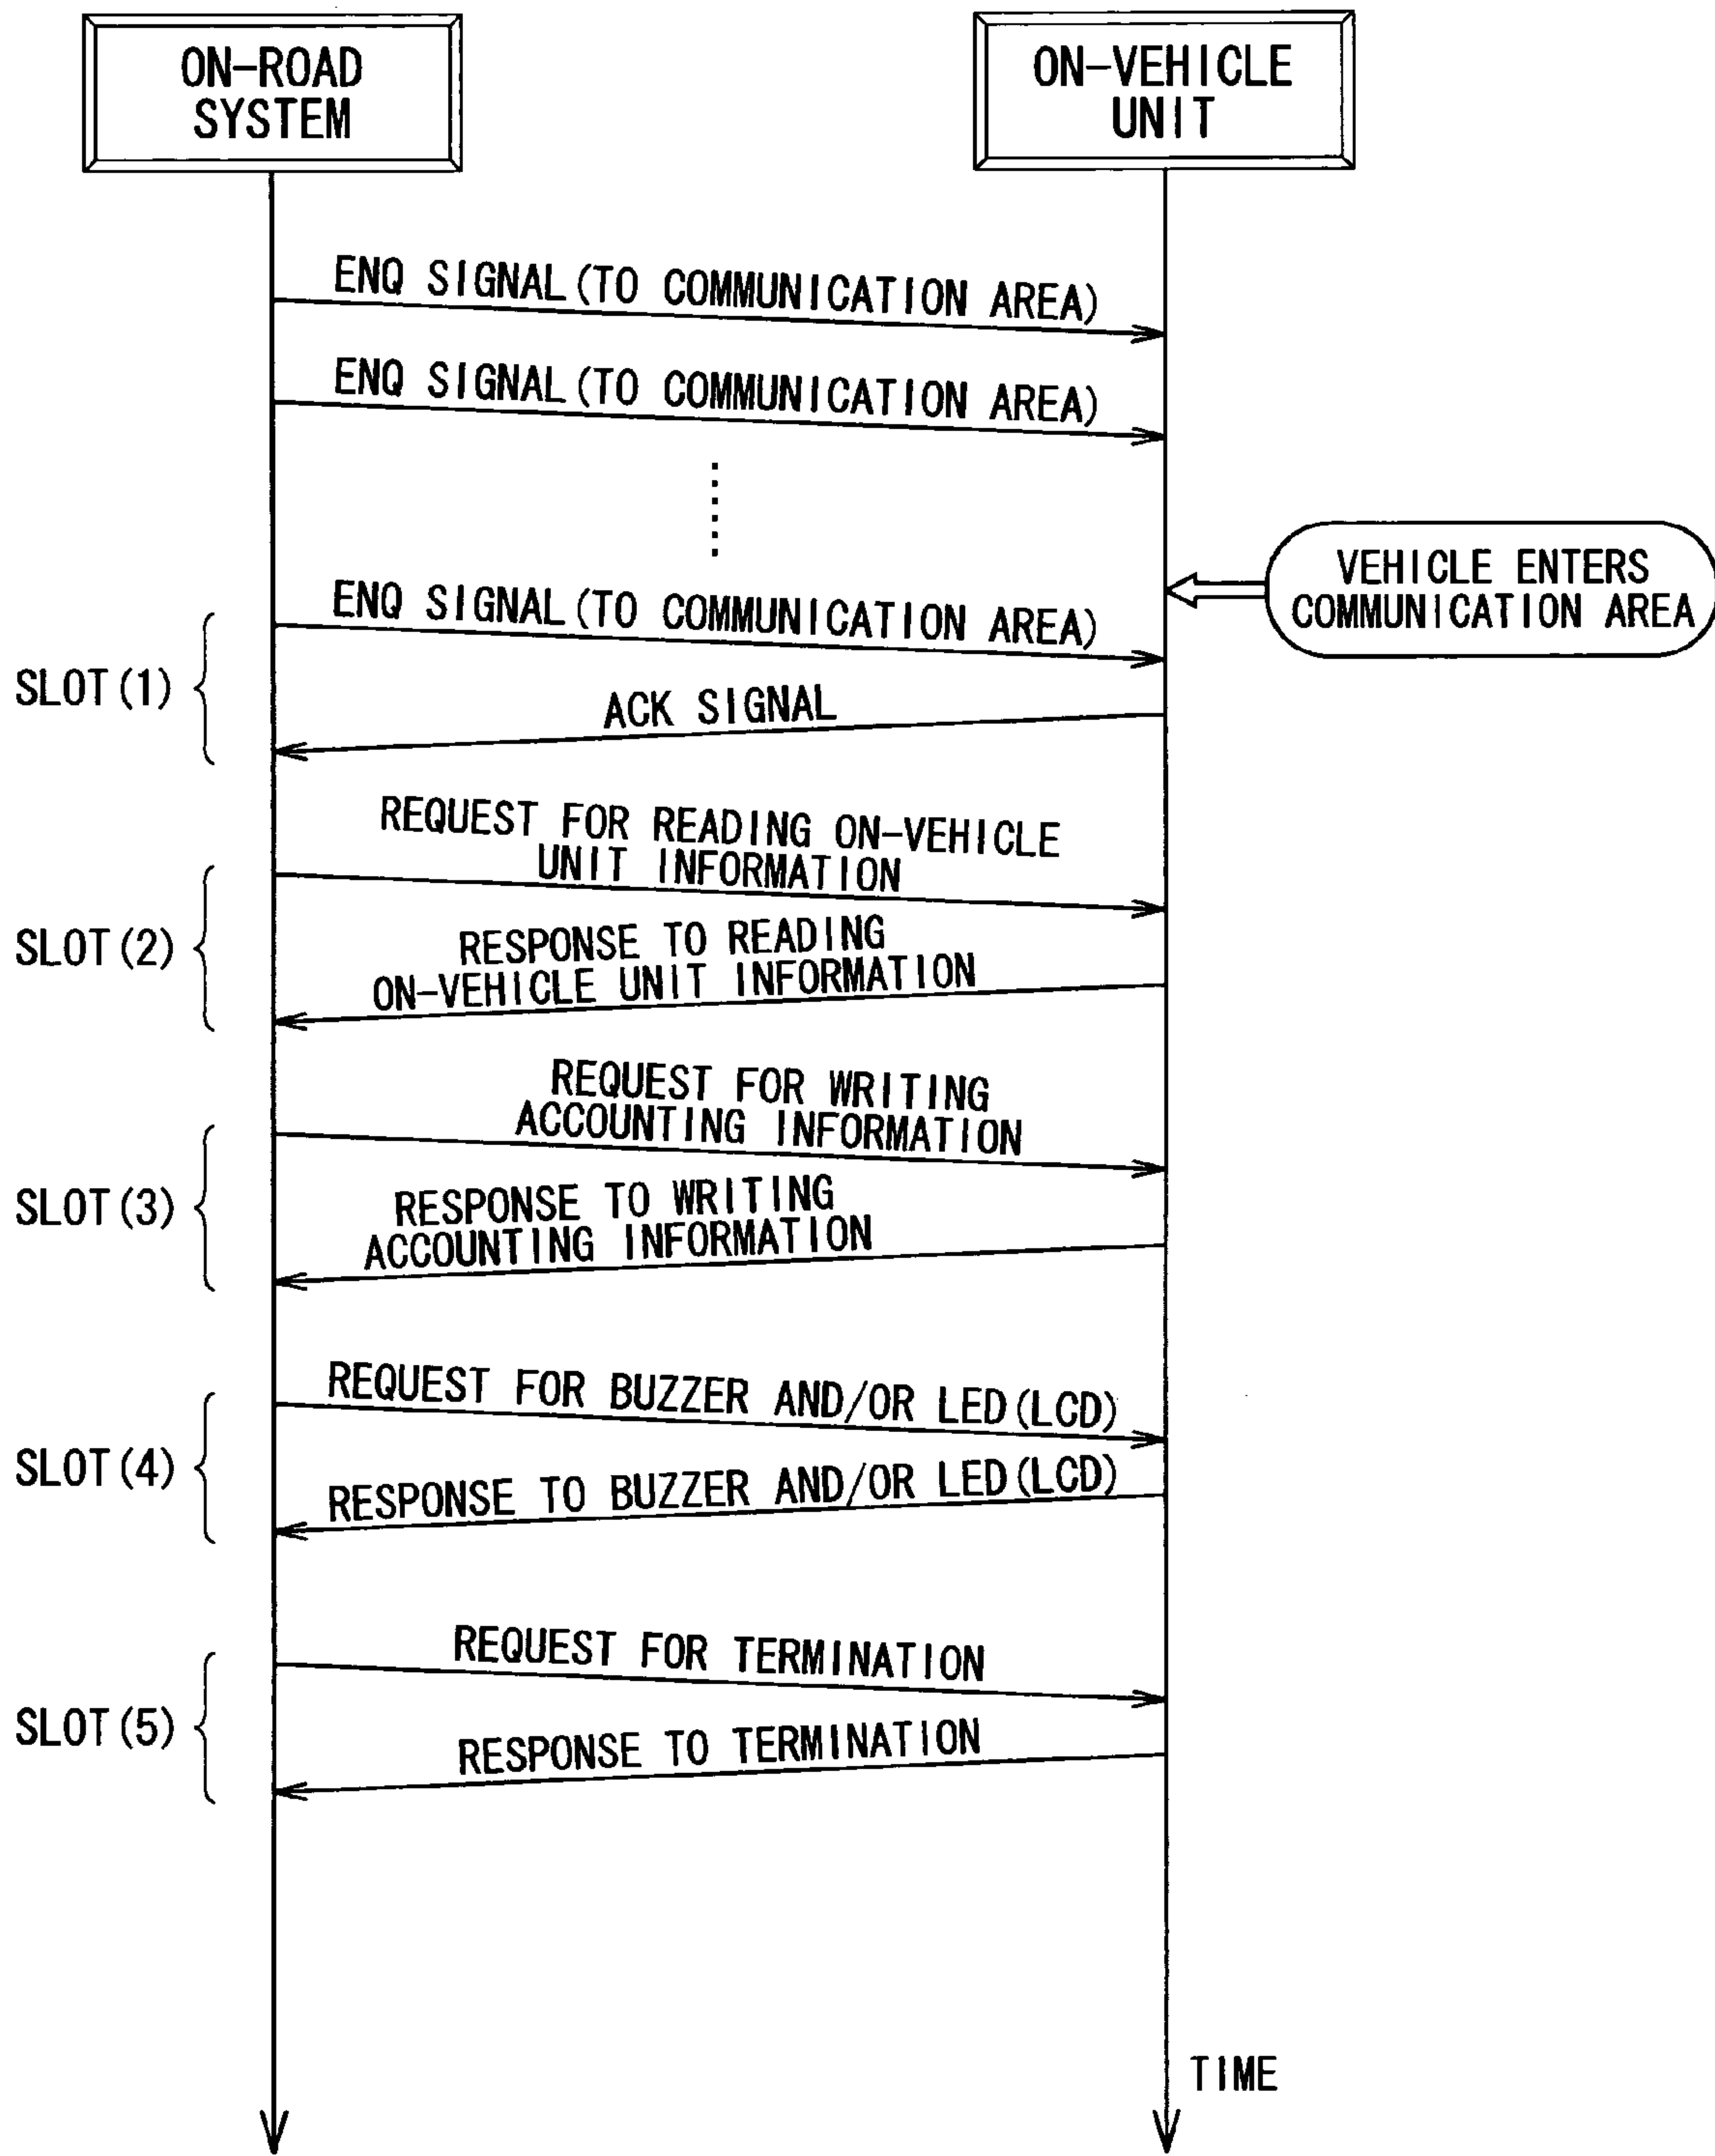 ON-ROAD
SYSTEM
ON-VEHICLE
UNIT
ENQ SIGNAL(TO COMMUNICATION AREA)
ENQ SIGNAL(TO COMMUNICATION AREA)
VEHICLE ENTERS
COMMUNICATION AREA
ENQ SIGNAL(TO COMMUNICATION AREA)
SLOT(1)
ACK SIGNAL
REQUEST FOR READING ON-VEHICLE
UNIT INFORMATION
SLOT(2)
RESPONSE TO READING
ON-VEHICLE UNIT INFORMATION
REQUEST FOR WRITING
ACCOUNTING INFORMATION
SLOT(3)
RESPONSE TO WRITING
ACCOUNTING INFORMATION
REQUEST FOR BUZZER AND/OR LED(LCD)
SLOT(4)
RESPONSE TO BUZZER AND/OR LED(LCD)
REQUEST FOR TERMINATION
SLOT(5)
RESPONSE TO TERMINATION
TIME